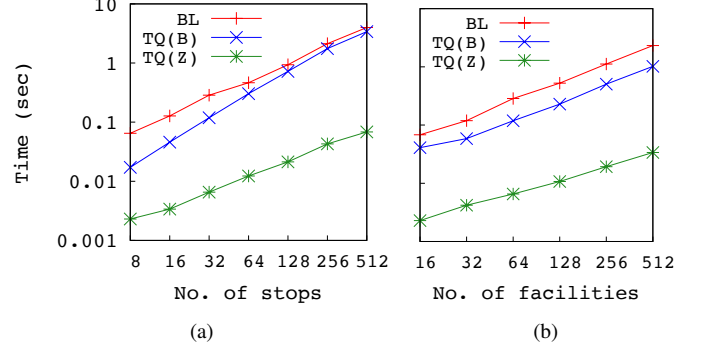 10
1
0.1
0.01
0.001
Time (sec)
BL
TQ(B)
TQ(Z)
8 16 32 64 128 256 512
No. of stops
(a)
BL
TQ(B)
TQ(Z)
16 32 64 128 256 512
No. of facilities
(b)